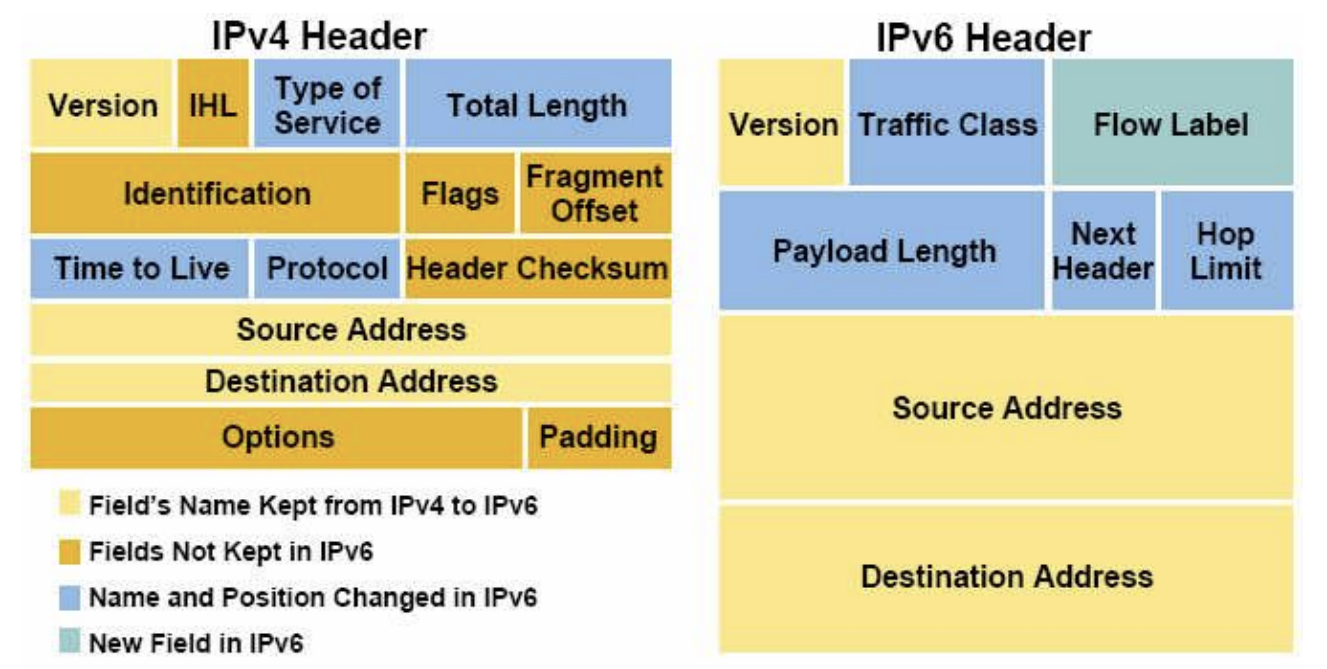 IPv4 Header
Version
IHL
Type of
Service
Total Length
Identification
Flags
Fragment
Offset
Time to Live
Protocol
Header Checksum
Source Address
Destination Address
Options
Padding
Field's Name Kept from IPv4 to IPv6
Fields Not Kept in IPv6
Name and Position Changed in IPv6
New Field in IPv6
IPv6 Header
Version
Traffic Class
Flow Label
Payload Length
Next
Header
Hop
Limit
Source Address
Destination Address